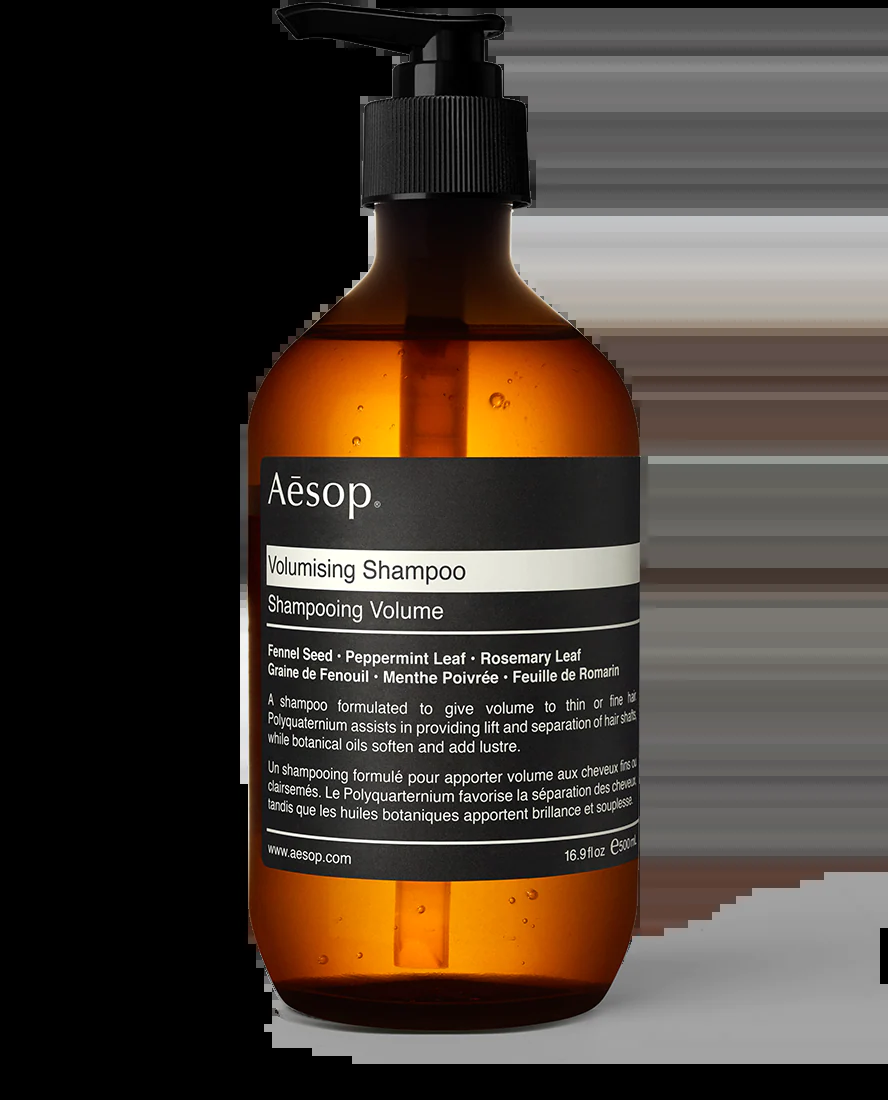 Aēsop®
Volumising Shampoo
Shampooing Volume
Fennel Seed • Peppermint Leaf • Rosemary Leaf
Graine de Fenouil • Menthe Poivrée • Feuille de Romarin
A shampoo formulated to give volume to thin or fine hair.
Polyquaternium assists in providing lift and separation of hair shafts,
while botanical oils soften and add lustre.
Un shampooing formulé pour apporter volume aux cheveux fins ou
clairsemés. Le Polyquarternium favorise la séparation des cheveux,
tandis que les huiles botaniques apportent brillance et souplesse.
www.aesop.com 16.9 fl oz ℮500mL